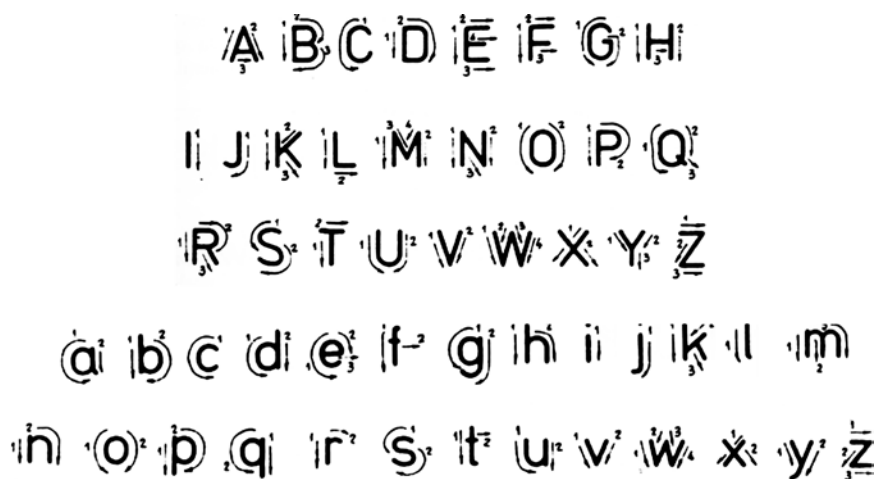 A B C D E F G H
I J K L M N O P Q
R S T U V W X Y Z
a b c d e f g h i j k l m
n o p q r s t u v w x y z